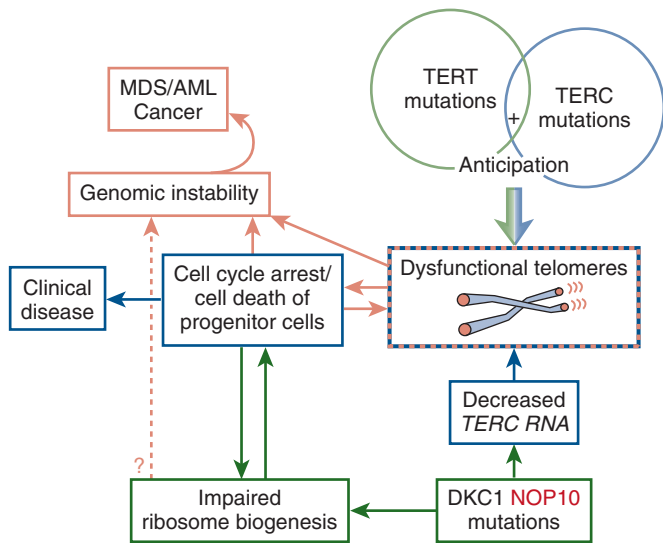 TERT
mutations
+
TERC
mutations
Anticipation
MDS/AML
Cancer
Genomic instability
Clinical
disease
Cell cycle arrest/
cell death of
progenitor cells
Dysfunctional telomeres
Decreased
TERC RNA
?
Impaired
ribosome biogenesis
DKC1 NOP10
mutations